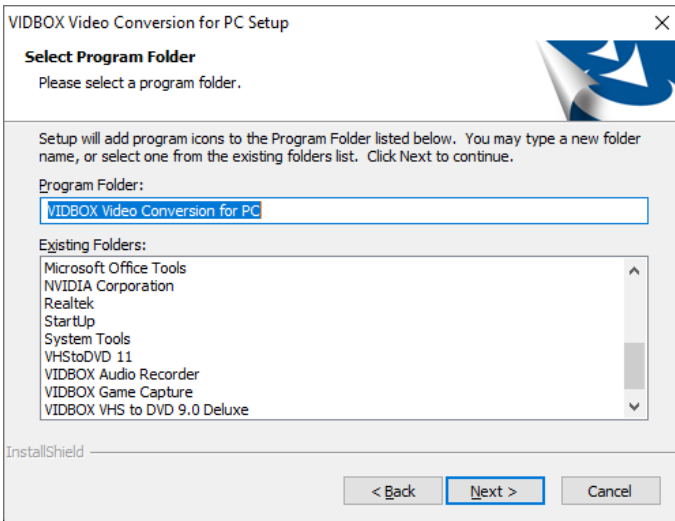 VIDBOX Video Conversion for PC Setup
Select Program Folder
Please select a program folder.
Setup will add program icons to the Program Folder listed below.  You may type a new folder
name, or select one from the existing folders list.  Click Next to continue.
Program Folder:
VIDBOX Video Conversion for PC
Existing Folders:
Microsoft Office Tools
NVIDIA Corporation
Realtek
StartUp
System Tools
VHStoDVD 11
VIDBOX Audio Recorder
VIDBOX Game Capture
VIDBOX VHS to DVD 9.0 Deluxe
InstallShield
< Back
Next >
Cancel